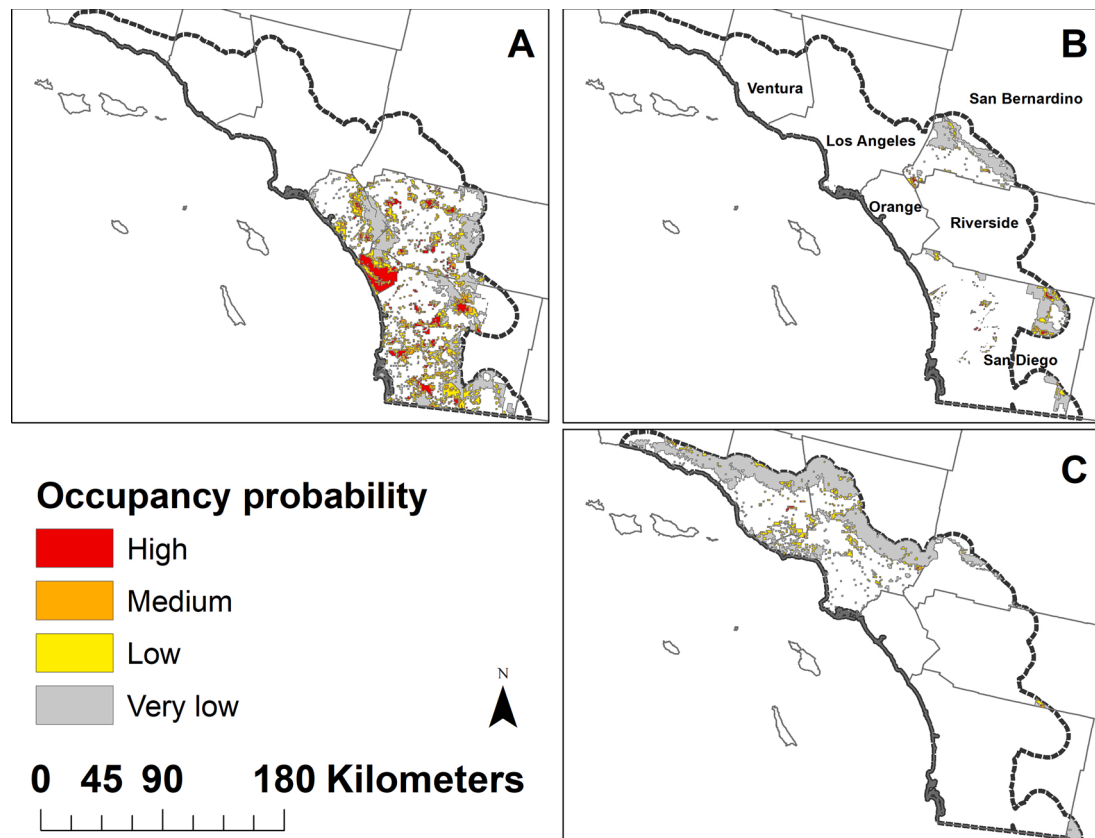 A
B
Ventura
San Bernardino
Los Angeles
Orange
Riverside
San Diego
C
Occupancy probability
High
Medium
Low
Very low
N
0 45 90 180 Kilometers